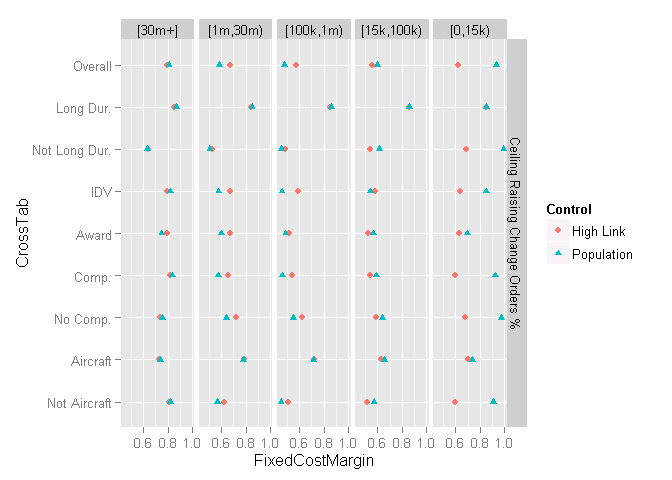 [30m+] [1m,30m) [100k,1m) [15k,100k) [0,15k)
Overall
Long Dur.
Not Long Dur.
IDV
Award
Comp.
No Comp.
Aircraft
Not Aircraft
CrossTab
Ceiling Raising Change Orders %
0.6 0.8 1.0 0.6 0.8 1.0 0.6 0.8 1.0 0.6 0.8 1.0 0.6 0.8 1.0
FixedCostMargin
Control
High Link
Population